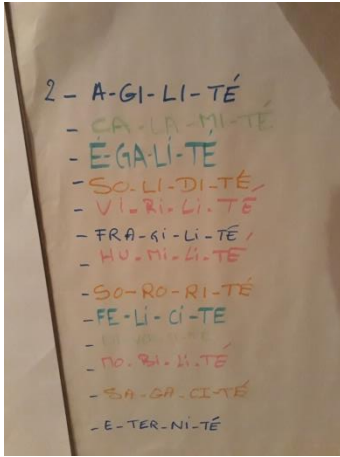 2 - A-GI-LI-TÉ
- CA-LA-MI-TÉ
- É-GA-Li-TÉ
- SO-LI-DI-TÉ
- Vi-Ri-Li-TÉ
- FRA-Gi-Li-TÉ
- HU-Mi-Li-TÉ
- SO-RO-RI-TÉ
- FE-Li-Ci-TE
-
- MO-Bi-Li-TÉ
- SA-GA-CI-TÉ
- E-TER-Ni-TÉ